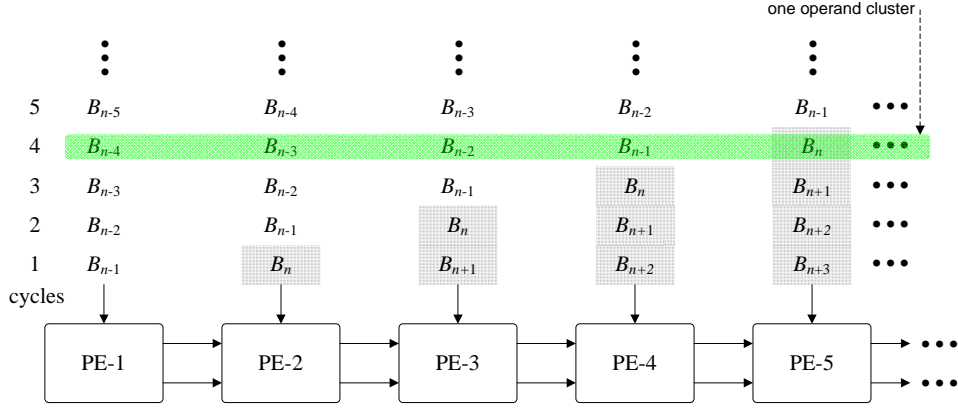 one operand cluster
5 B_{n-5} B_{n-4} B_{n-3} B_{n-2} B_{n-1}
4 B_{n-4} B_{n-3} B_{n-2} B_{n-1} B_n
3 B_{n-3} B_{n-2} B_{n-1} B_n B_{n+1}
2 B_{n-2} B_{n-1} B_n B_{n+1} B_{n+2}
1 B_{n-1} B_n B_{n+1} B_{n+2} B_{n+3}
cycles
PE-1 PE-2 PE-3 PE-4 PE-5